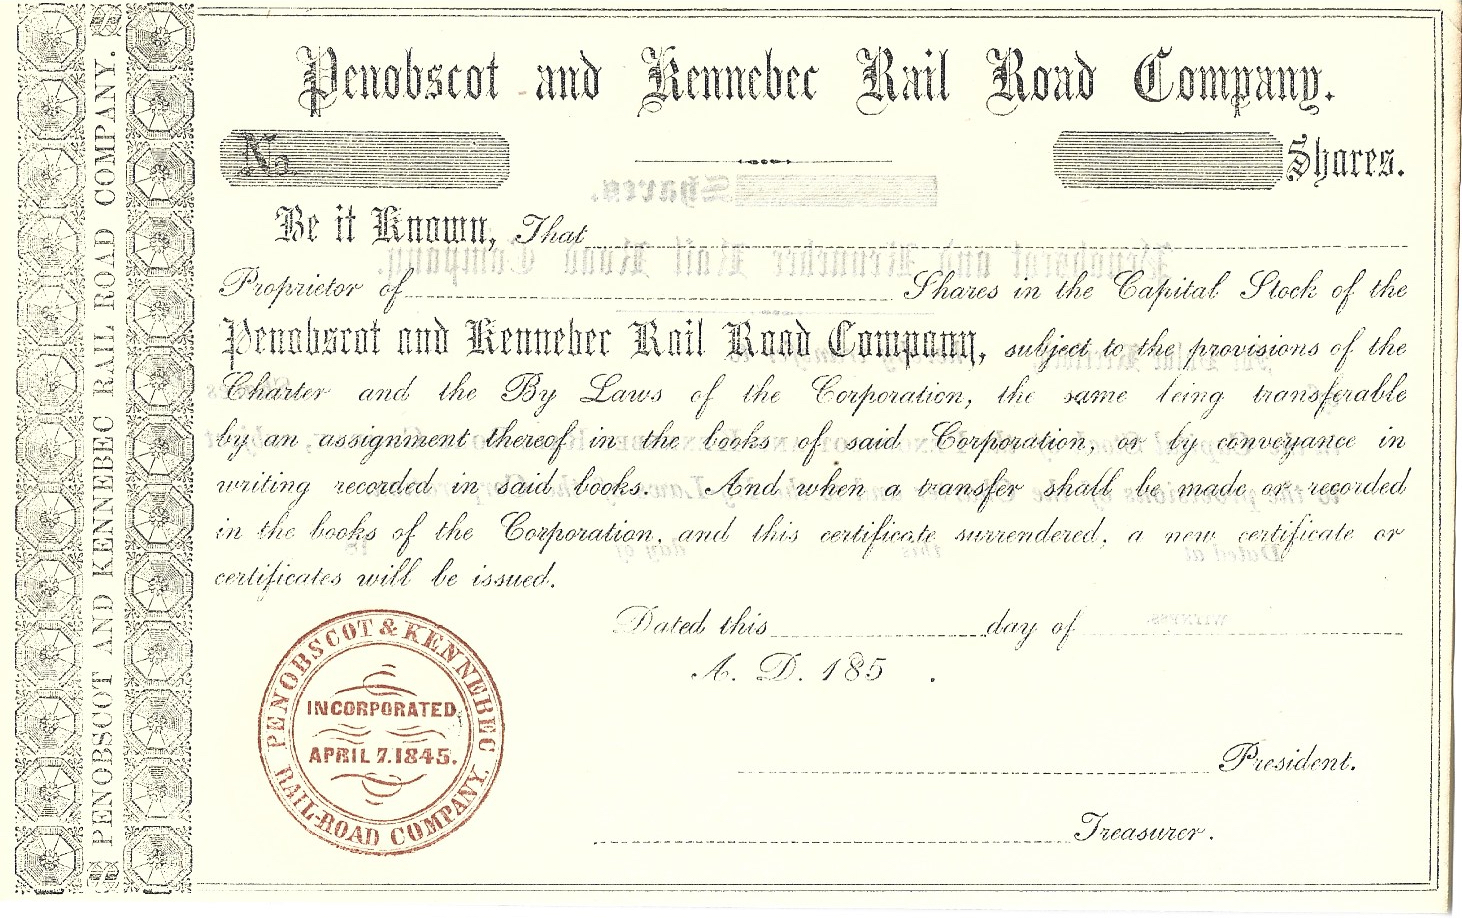 Penobscot and Kennebec Rail Road Company.
No.
Shares.
Be it Known, That
Proprietor of Shares in the Capital Stock of the
Penobscot and Kennebec Rail Road Company, subject to the provisions of the
Charter and the By Laws of the Corporation, the same being transferable
by an assignment thereof in the books of said Corporation, or by conveyance in
writing recorded in said books. And when a transfer shall be made or recorded
in the books of the Corporation, and this certificate surrendered, a new certificate or
certificates will be issued.
Dated this day of
A. D. 185 .
President.
Treasurer.
PENOBSCOT & KENNEBEC
RAIL-ROAD COMPANY.
INCORPORATED
APRIL 7. 1845.
PENOBSCOT AND KENNEBEC RAIL ROAD COMPANY.